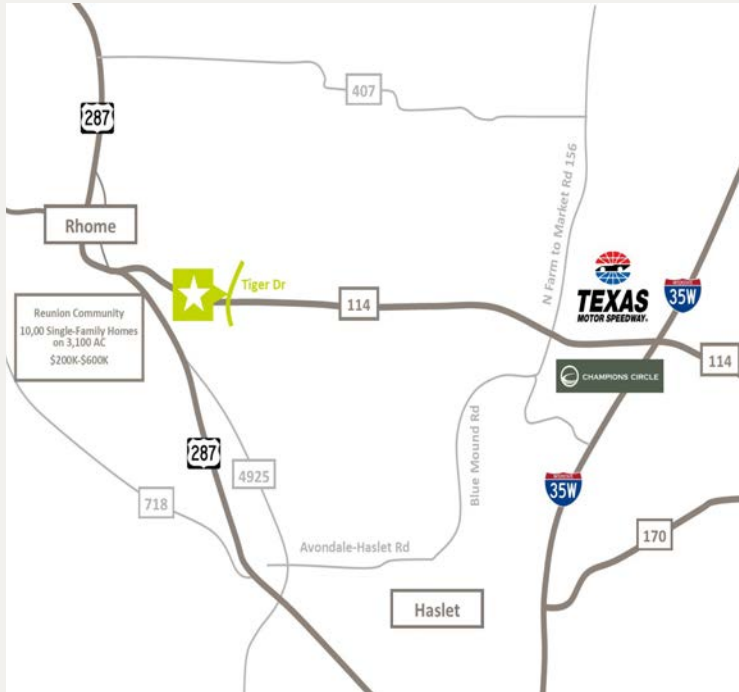 407
287
N Farm to Market Rd 156
Rhome
Tiger Dr
TEXAS
MOTOR SPEEDWAY
INTERSTATE
35W
114
Reunion Community
10,00 Single-Family Homes
on 3,100 AC
$200K-$600K
114
CHAMPIONS CIRCLE
Blue Mound Rd
287
4925
718
INTERSTATE
35W
170
Avondale-Haslet Rd
Haslet